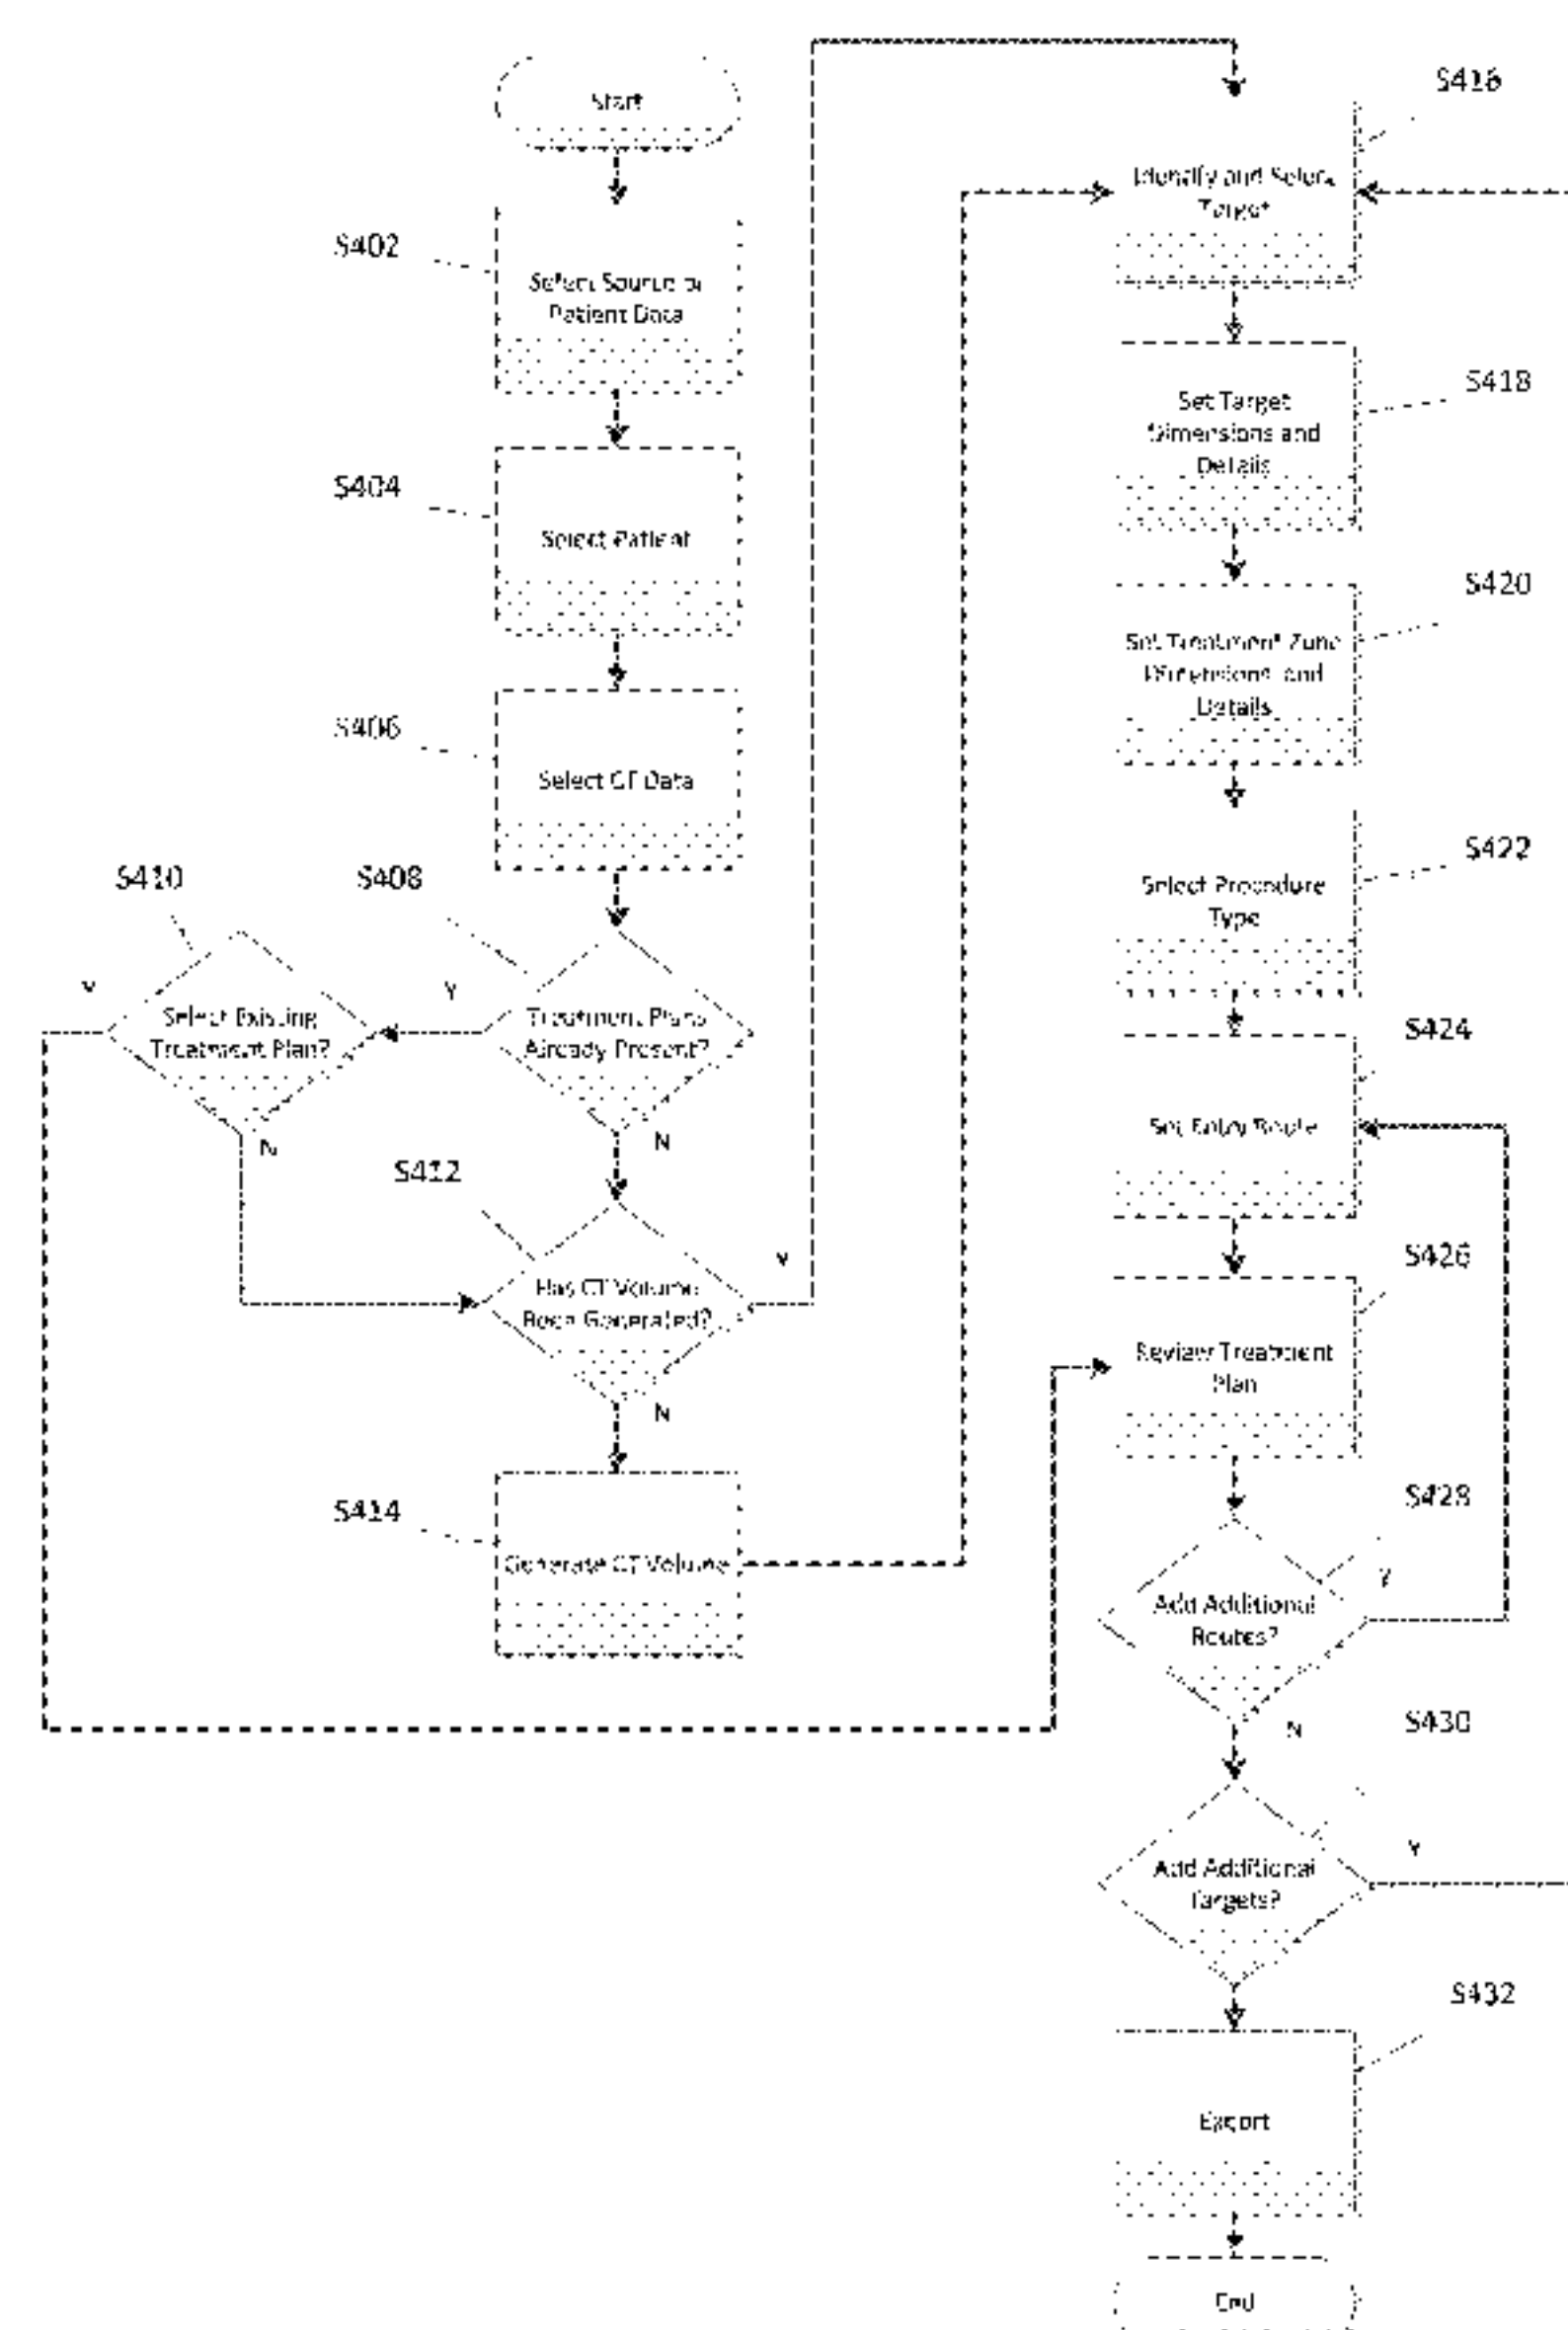 Start
S402
Select Source of
Patient Data
S404
Select Patient
S406
Select CT Data
S410
S408
Y
Select Existing
Treatment Plan?
Y
Treatment Plans
Already Present?
N
N
S412
Has CT Volume
Been Generated?
Y
N
S414
Generate CT Volume
S416
Identify and Select
Target
S418
Set Target
Dimensions and
Details
S420
Set Treatment Zone
Dimensions and
Details
S422
Select Procedure
Type
S424
Set Entry Route
S426
Review Treatment
Plan
S428
Y
Add Additional
Routes?
N
S430
Y
Add Additional
Targets?
S432
Export
End